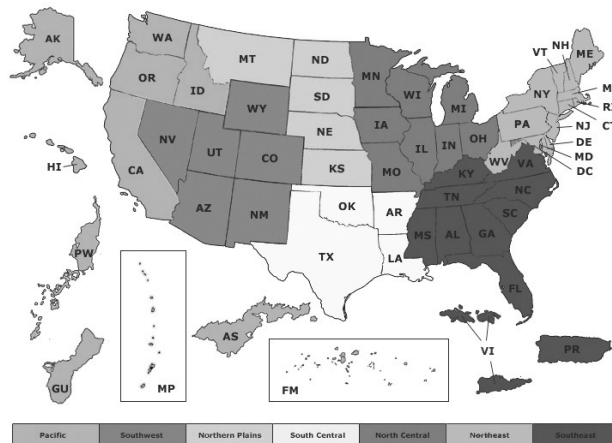 AK
WA
NH
VT
ME
MT
ND
OR
MN
ID
SD
WI
NY
WY
MI
RI
IA
PA
CT
NE
NJ
NV
OH
IL
IN
DE
UT
CO
MD
WV
VA
CA
KS
MO
DC
HI
KY
NC
TN
OK
AZ
NM
AR
SC
MS
AL
GA
TX
LA
PW
FL
AS
VI
PR
GU
MP
FM
Pacific Southwest Northern Plains South Central North Central Northeast Southeast